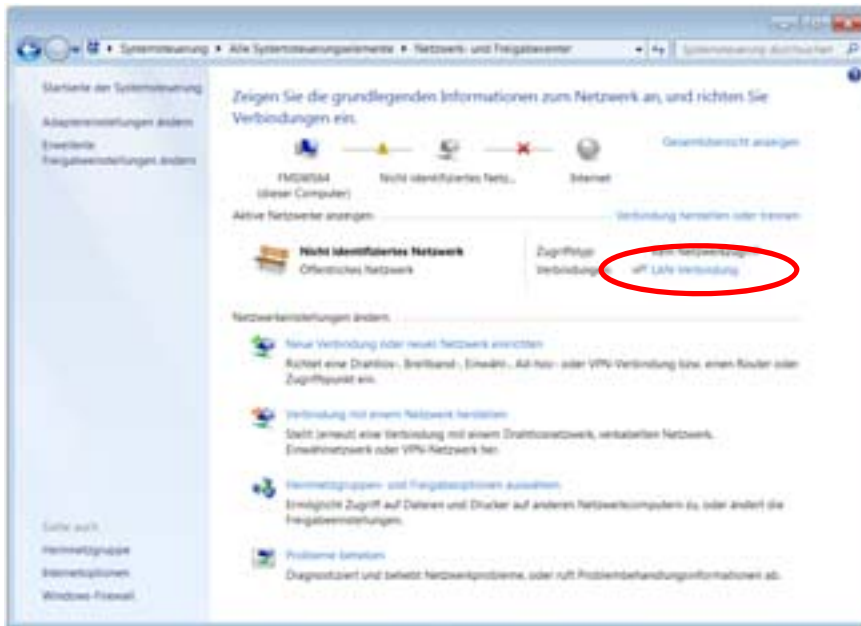 Systemsteuerung ▸ Alle Systemsteuerungselemente ▸ Netzwerk- und Freigabecenter
Systemsteuerung durchsuchen
Startseite der Systemsteuerung
Adaptereinstellungen ändern
Erweiterte
Freigabeeinstellungen ändern
Siehe auch
Heimnetzgruppe
Internetoptionen
Windows-Firewall
Zeigen Sie die grundlegenden Informationen zum Netzwerk an, und richten Sie
Verbindungen ein.
Gesamtübersicht anzeigen
Nicht identifiziertes Netz...
Internet
(dieser Computer)
Aktive Netzwerke anzeigen
Verbindung herstellen oder trennen
Nicht identifiziertes Netzwerk
Öffentliches Netzwerk
Zugriffstyp:
Kein Netzwerkzugriff
Verbindungen:
LAN-Verbindung
Netzwerkeinstellungen ändern
Neue Verbindung oder neues Netzwerk einrichten
Richtet eine Drahtlos-, Breitband-, Einwähl-, Ad-hoc- oder VPN-Verbindung bzw. einen Router oder
Zugriffspunkt ein.
Verbindung mit einem Netzwerk herstellen
Stellt (erneut) eine Verbindung mit einem Drahtlosnetzwerk, verkabelten Netzwerk,
Einwählnetzwerk oder VPN-Netzwerk her.
Heimnetzgruppen- und Freigabeoptionen auswählen
Ermöglicht Zugriff auf Dateien und Drucker auf anderen Netzwerkcomputern zu, oder ändert die
Freigabeeinstellungen.
Probleme beheben
Diagnostiziert und behebt Netzwerkprobleme, oder ruft Problembehandlungsinformationen ab.